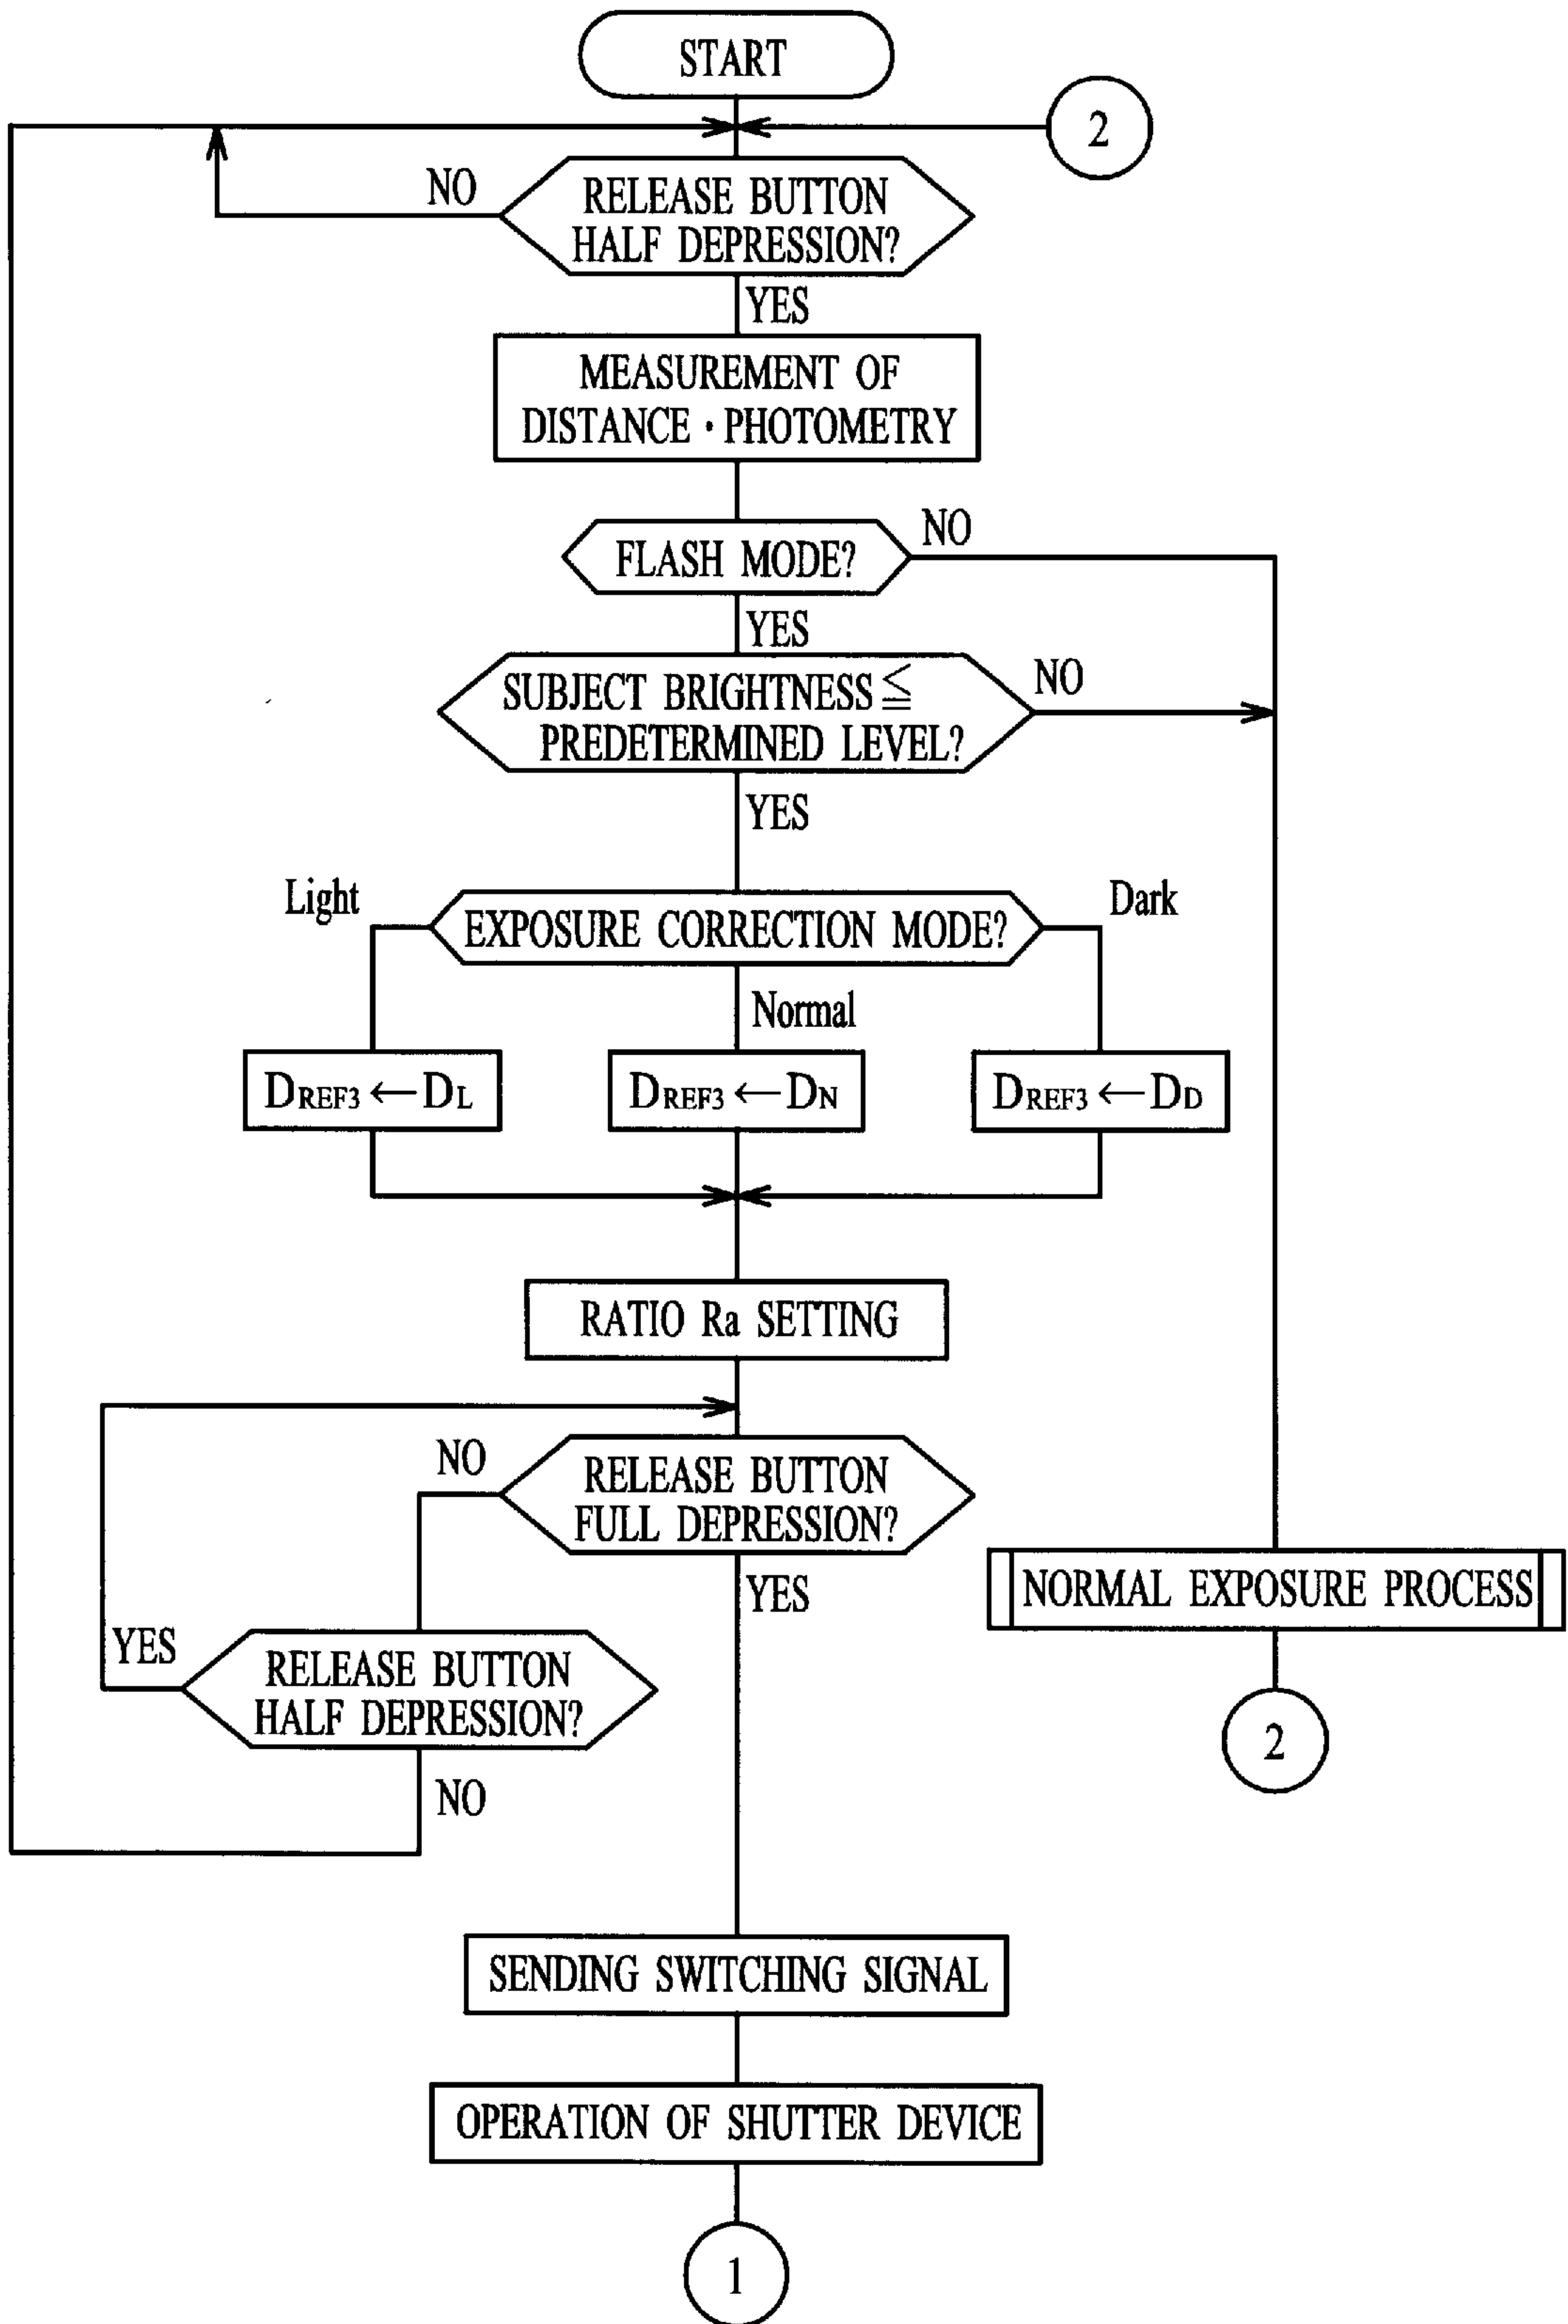 START
2
NO
RELEASE BUTTON
HALF DEPRESSION?
YES
MEASUREMENT OF
DISTANCE・PHOTOMETRY
FLASH MODE?
NO
YES
SUBJECT BRIGHTNESS ≦
PREDETERMINED LEVEL?
NO
YES
Light
EXPOSURE CORRECTION MODE?
Dark
Normal
DREF3 ← DL
DREF3 ← DN
DREF3 ← DD
RATIO Ra SETTING
NO
RELEASE BUTTON
FULL DEPRESSION?
YES
NORMAL EXPOSURE PROCESS
YES
RELEASE BUTTON
HALF DEPRESSION?
NO
2
SENDING SWITCHING SIGNAL
OPERATION OF SHUTTER DEVICE
1